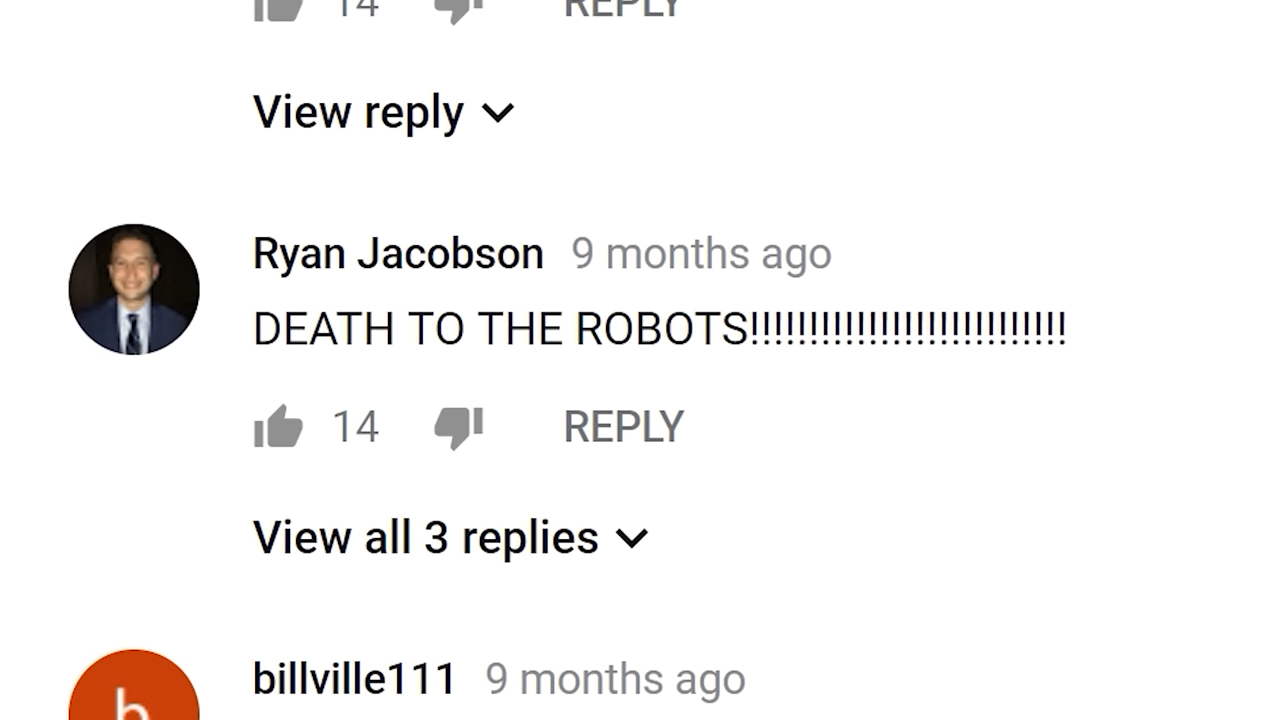 14 REPLY
View reply
Ryan Jacobson 9 months ago
DEATH TO THE ROBOTS!!!!!!!!!!!!!!!!!!!!!!!!!!!
14 REPLY
View all 3 replies
b billville111 9 months ago